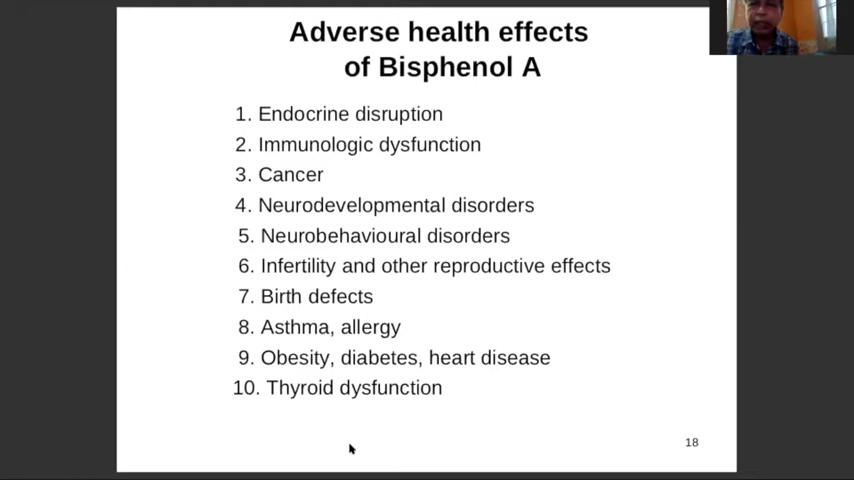 Adverse health effects
of Bisphenol A
1. Endocrine disruption
2. Immunologic dysfunction
3. Cancer
4. Neurodevelopmental disorders
5. Neurobehavioural disorders
6. Infertility and other reproductive effects
7. Birth defects
8. Asthma, allergy
9. Obesity, diabetes, heart disease
10. Thyroid dysfunction
18